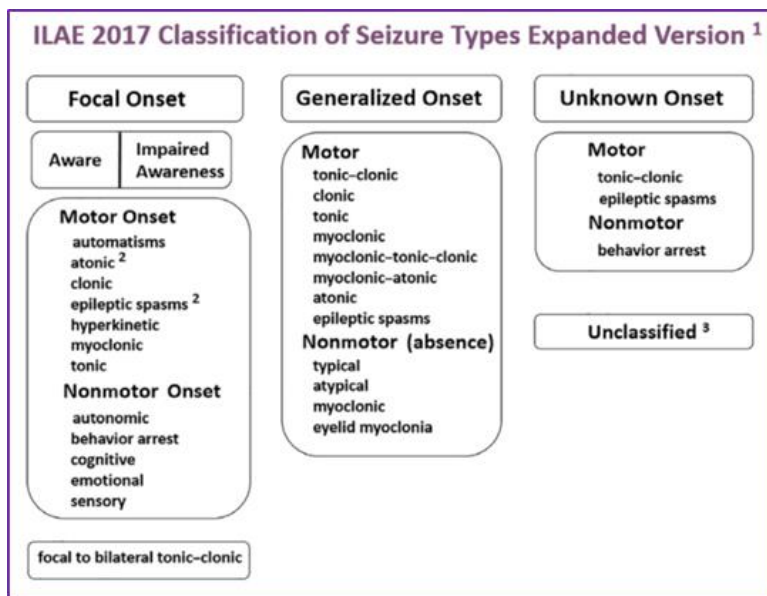 ILAE 2017 Classification of Seizure Types Expanded Version 1
Focal Onset
Aware
Impaired
Awareness
Motor Onset
automatisms
atonic 2
clonic
epileptic spasms 2
hyperkinetic
myoclonic
tonic
Nonmotor Onset
autonomic
behavior arrest
cognitive
emotional
sensory
focal to bilateral tonic–clonic
Generalized Onset
Motor
tonic–clonic
clonic
tonic
myoclonic
myoclonic–tonic–clonic
myoclonic–atonic
atonic
epileptic spasms
Nonmotor (absence)
typical
atypical
myoclonic
eyelid myoclonia
Unknown Onset
Motor
tonic–clonic
epileptic spasms
Nonmotor
behavior arrest
Unclassified 3